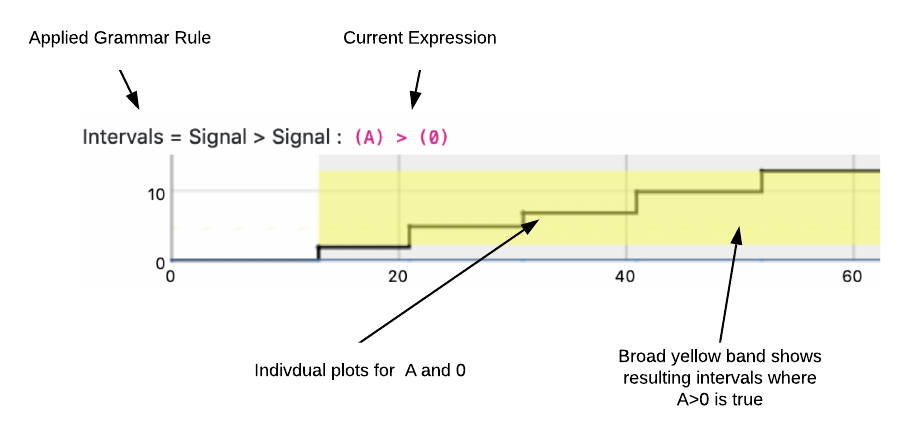 Applied Grammar Rule
Current Expression
Intervals = Signal > Signal : (A) > (0)
10
0
0
20
40
60
Indivdual plots for A and 0
Broad yellow band shows
resulting intervals where
A>0 is true